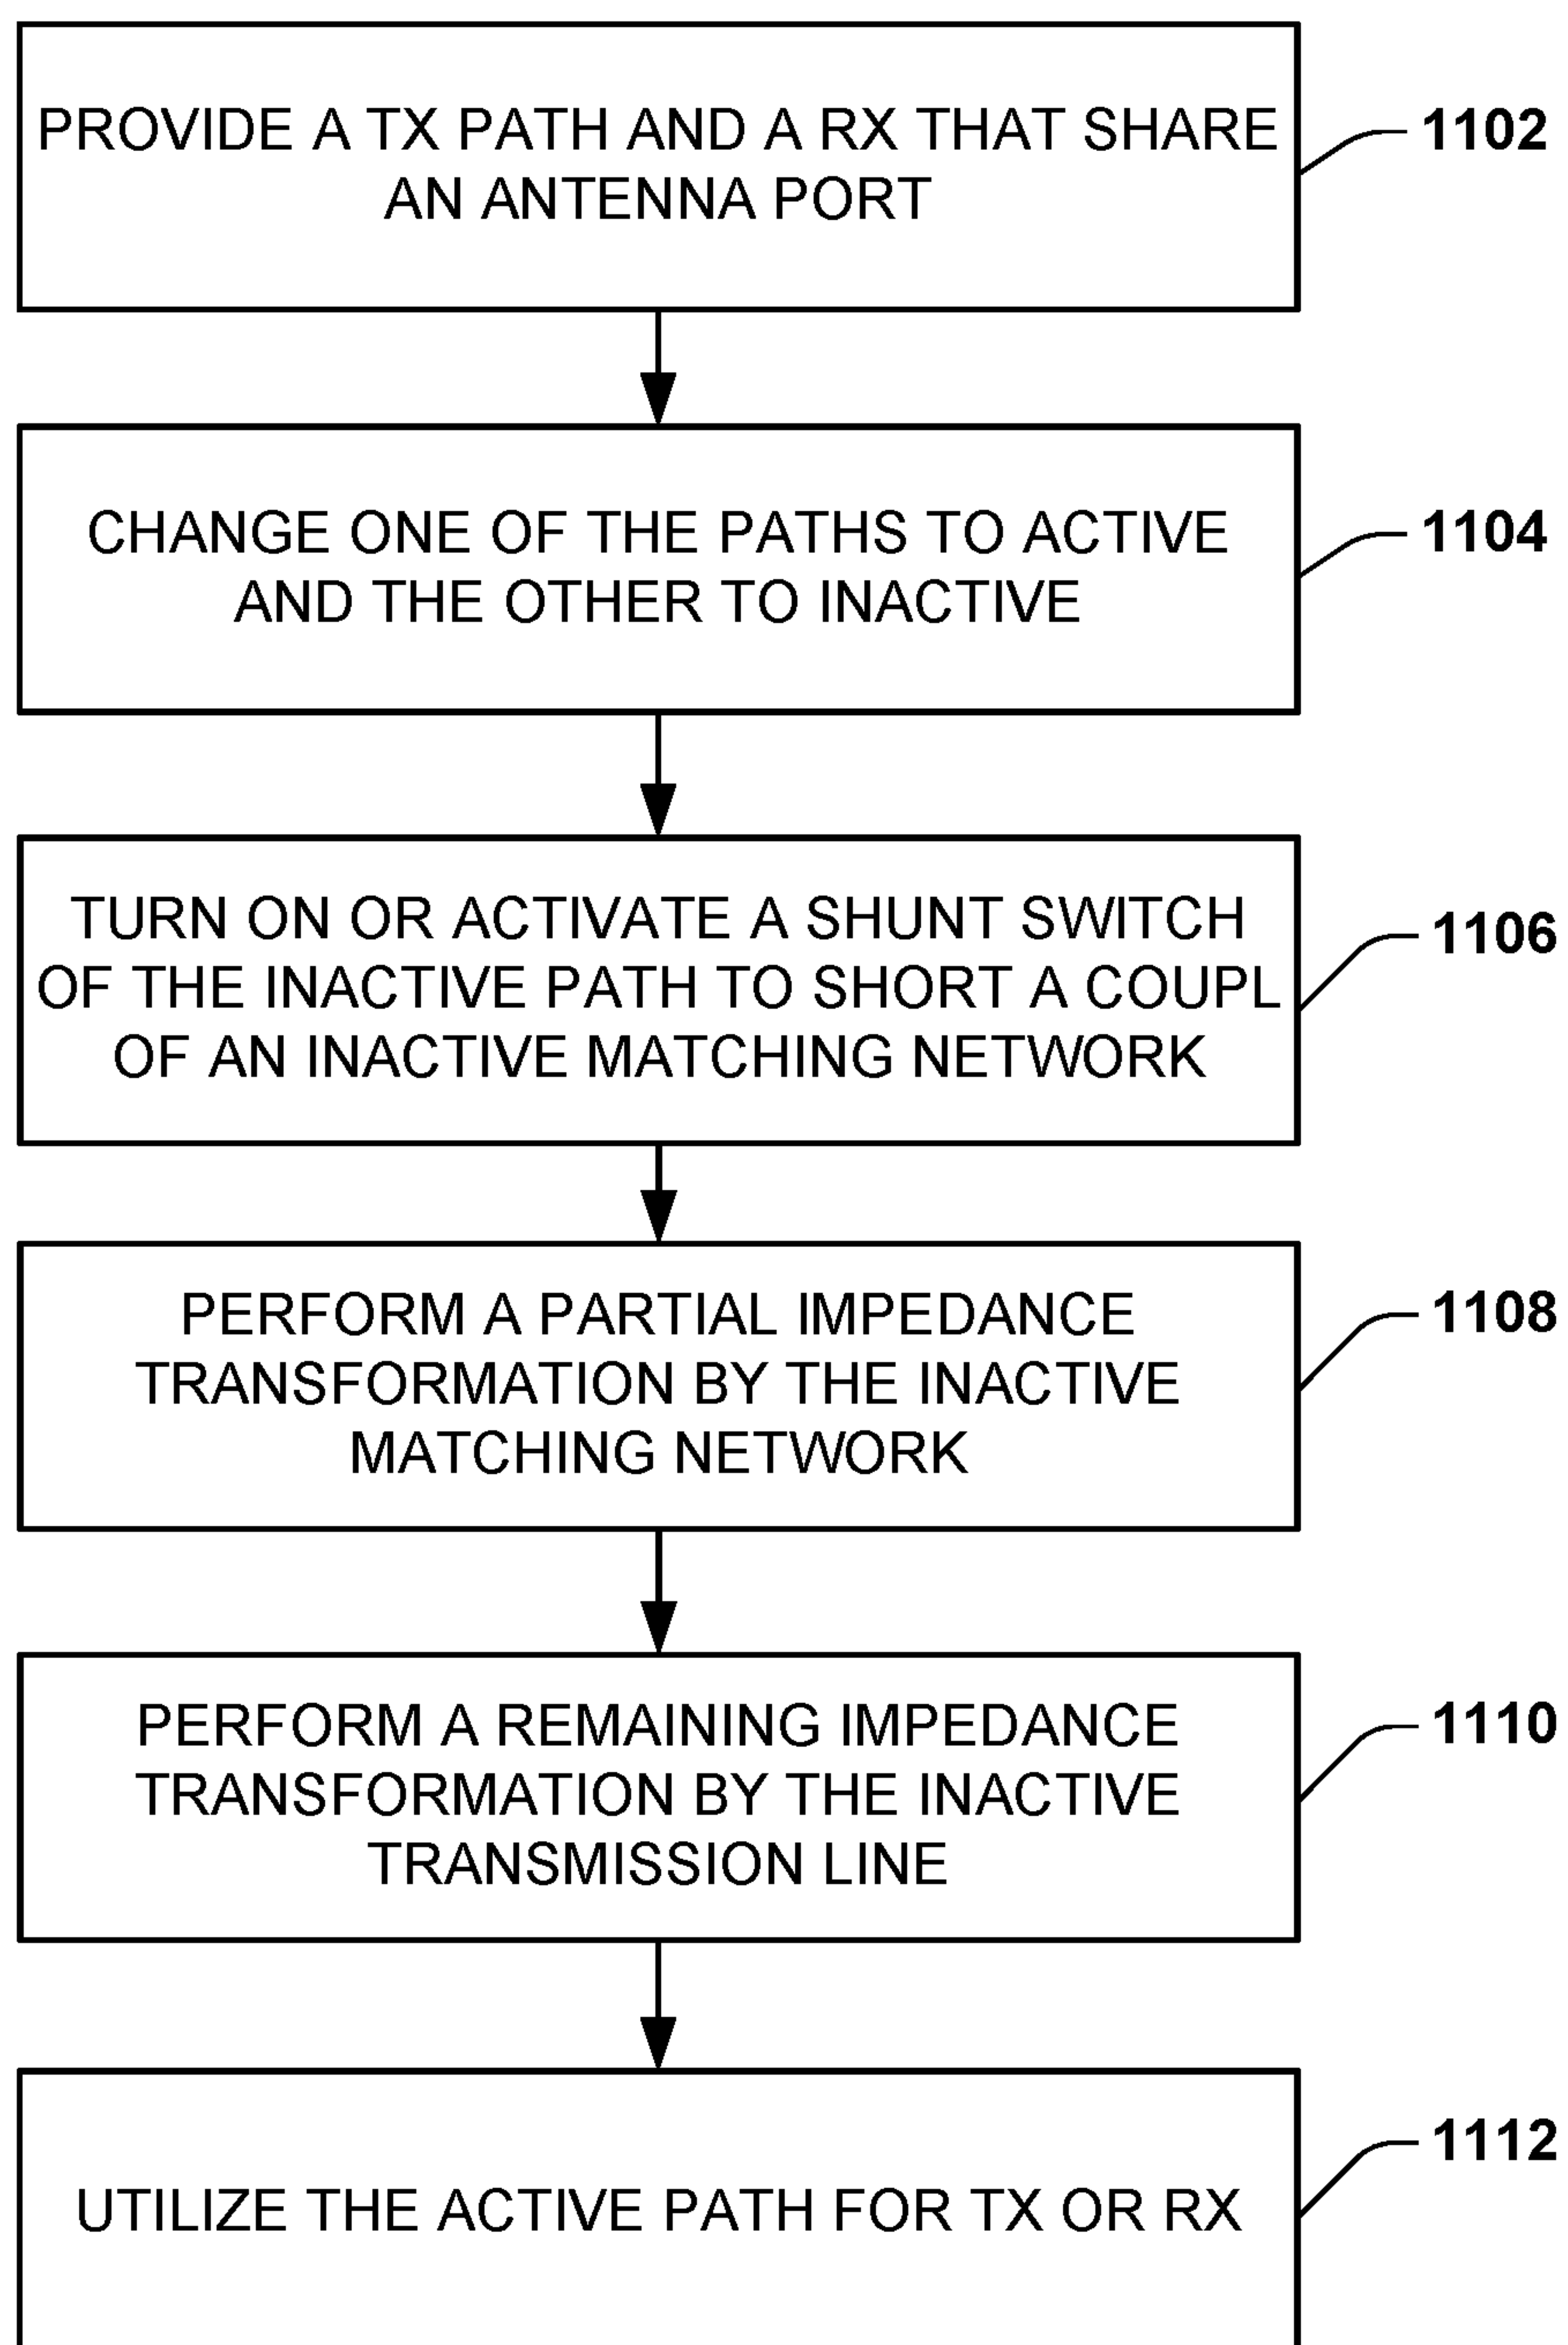 PROVIDE A TX PATH AND A RX THAT SHARE
AN ANTENNA PORT
1102
CHANGE ONE OF THE PATHS TO ACTIVE
AND THE OTHER TO INACTIVE
1104
TURN ON OR ACTIVATE A SHUNT SWITCH
OF THE INACTIVE PATH TO SHORT A COUPL
OF AN INACTIVE MATCHING NETWORK
1106
PERFORM A PARTIAL IMPEDANCE
TRANSFORMATION BY THE INACTIVE
MATCHING NETWORK
1108
PERFORM A REMAINING IMPEDANCE
TRANSFORMATION BY THE INACTIVE
TRANSMISSION LINE
1110
UTILIZE THE ACTIVE PATH FOR TX OR RX
1112